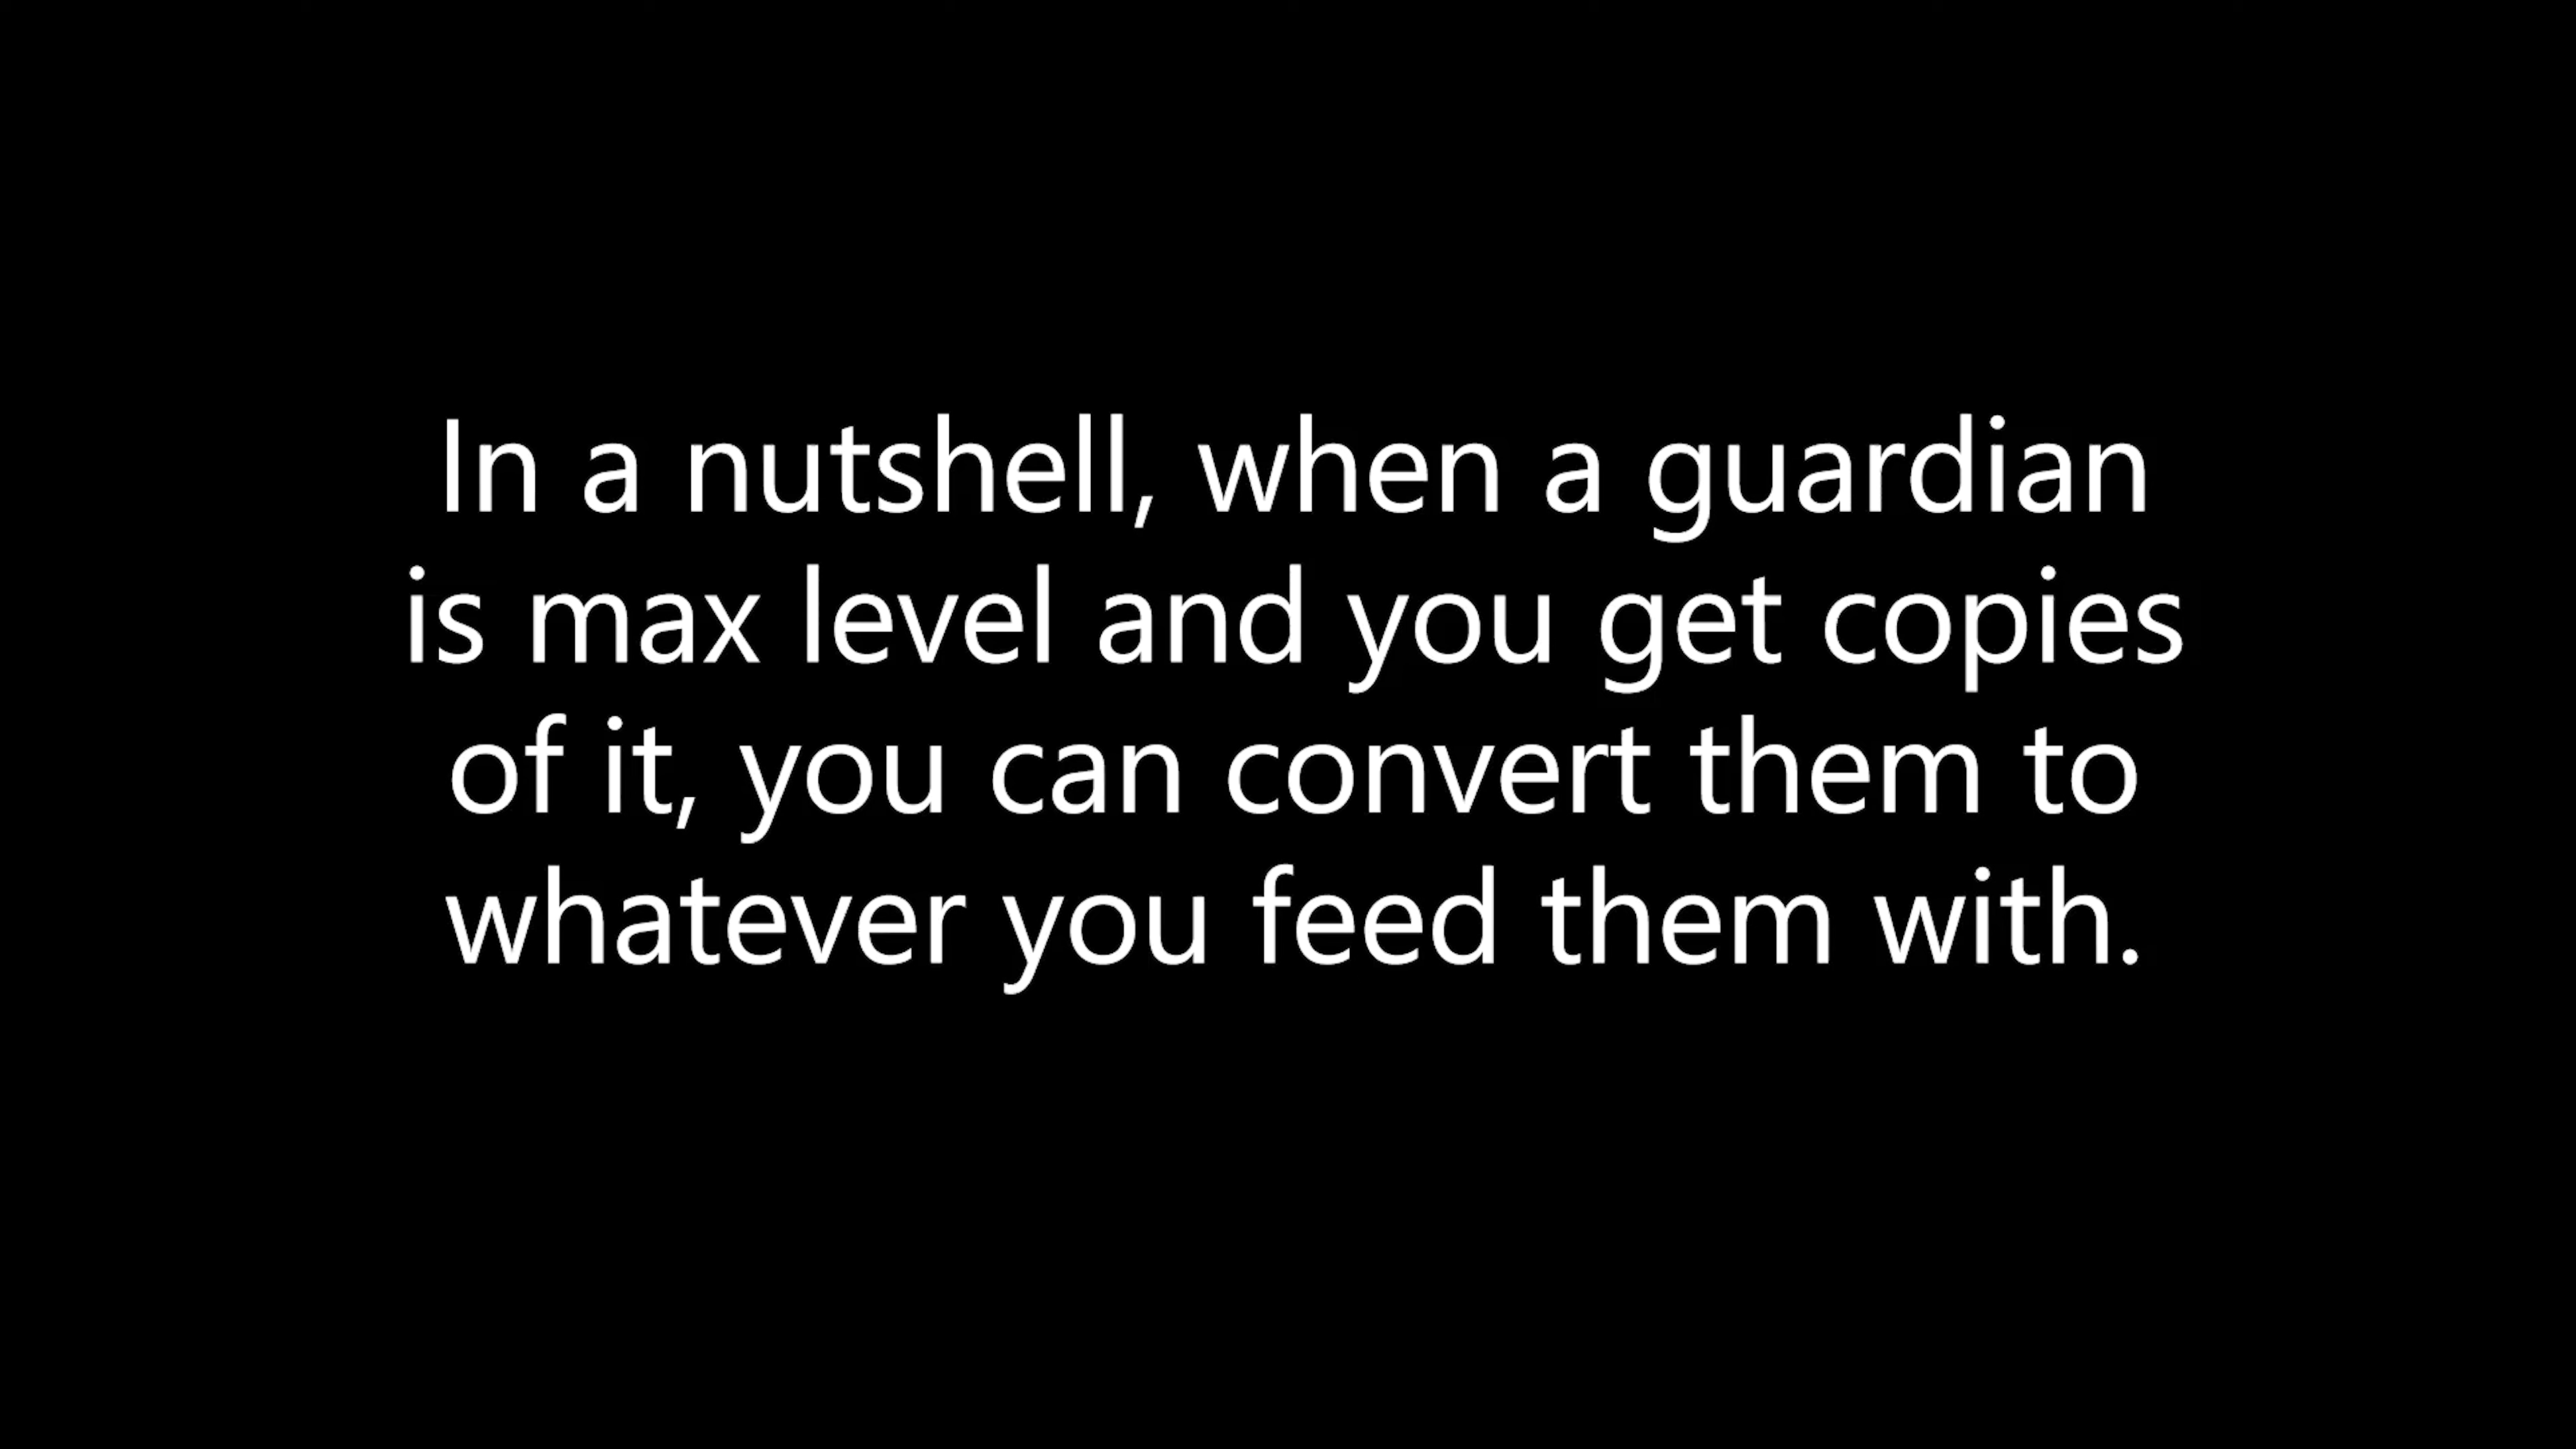 In a nutshell, when a guardian
is max level and you get copies
of it, you can convert them to
whatever you feed them with.